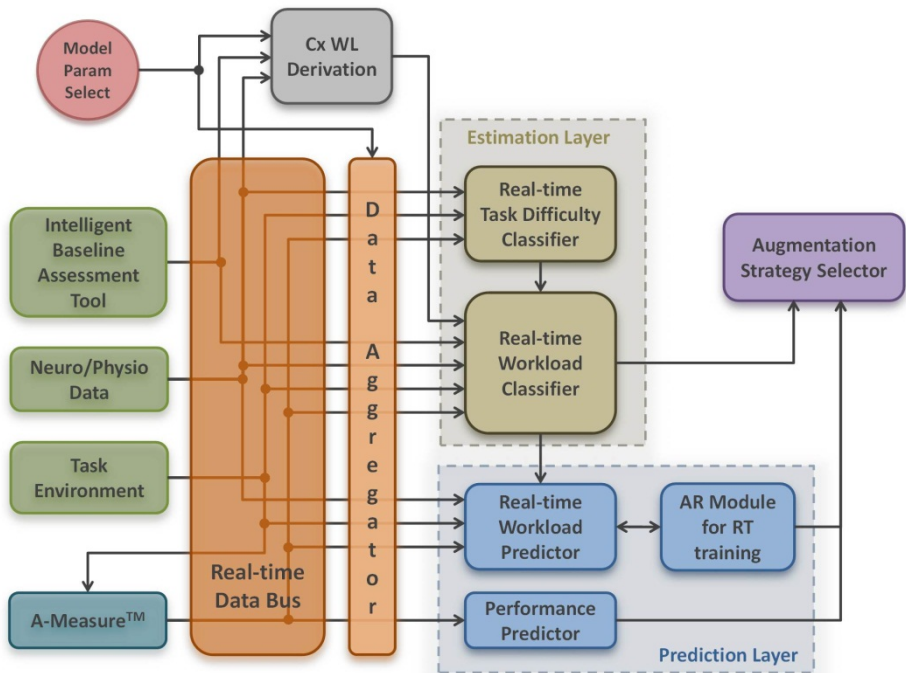 Model
Param
Select
Cx WL
Derivation
Estimation Layer
Real-time
Task Difficulty
Classifier
Intelligent
Baseline
Assessment
Tool
Augmentation
Strategy Selector
Data Aggregator
Real-time
Workload
Classifier
Neuro/Physio
Data
Task
Environment
Real-time
Workload
Predictor
AR Module
for RT
training
Real-time
Data Bus
A-Measure™
Performance
Predictor
Prediction Layer